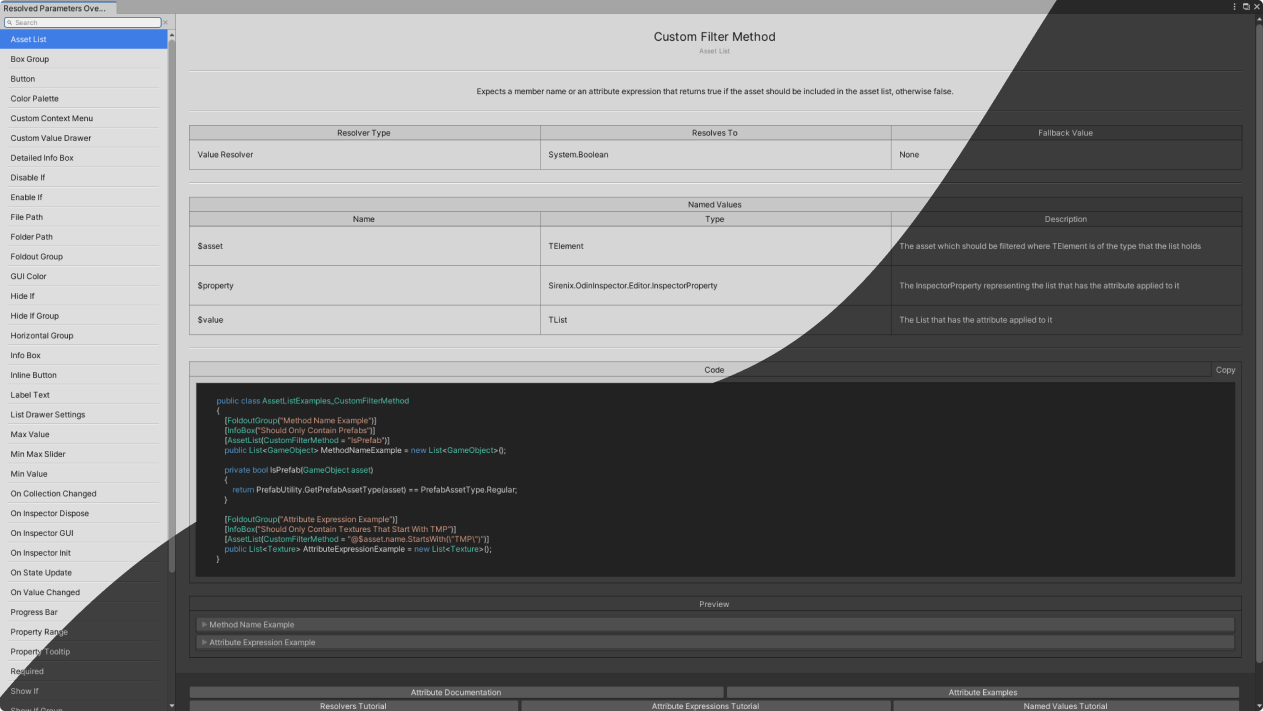 Resolved Parameters Ove...
Search
Asset List
Box Group
Button
Color Palette
Custom Context Menu
Custom Value Drawer
Detailed Info Box
Disable If
Enable If
File Path
Folder Path
Foldout Group
GUI Color
Hide If
Hide If Group
Horizontal Group
Info Box
Inline Button
Label Text
List Drawer Settings
Max Value
Min Max Slider
Min Value
On Collection Changed
On Inspector Dispose
On Inspector GUI
On Inspector Init
On State Update
On Value Changed
Progress Bar
Property Range
Property Tooltip
Required
Show If
Show If Group
Custom Filter Method
Asset List
Expects a member name or an attribute expression that returns true if the asset should be included in the asset list, otherwise false.
Resolver Type Resolves To Fallback Value
Value Resolver System.Boolean None
Named Values
Name Type Description
$asset TElement The asset which should be filtered where TElement is of the type that the list holds
$property Sirenix.OdinInspector.Editor.InspectorProperty The InspectorProperty representing the list that has the attribute applied to it
$value TList The List that has the attribute applied to it
Code Copy
public class AssetListExamples_CustomFilterMethod
{
[FoldoutGroup("Method Name Example")]
[InfoBox("Should Only Contain Prefabs")]
[AssetList(CustomFilterMethod = "IsPrefab")]
public List<GameObject> MethodNameExample = new List<GameObject>();
private bool IsPrefab(GameObject asset)
{
return PrefabUtility.GetPrefabAssetType(asset) == PrefabAssetType.Regular;
}
[FoldoutGroup("Attribute Expression Example")]
[InfoBox("Should Only Contain Textures That Start With TMP")]
[AssetList(CustomFilterMethod = "@$asset.name.StartsWith(\"TMP\")")]
public List<Texture> AttributeExpressionExample = new List<Texture>();
}
Preview
Method Name Example
Attribute Expression Example
Attribute Documentation Attribute Examples
Resolvers Tutorial Attribute Expressions Tutorial Named Values Tutorial